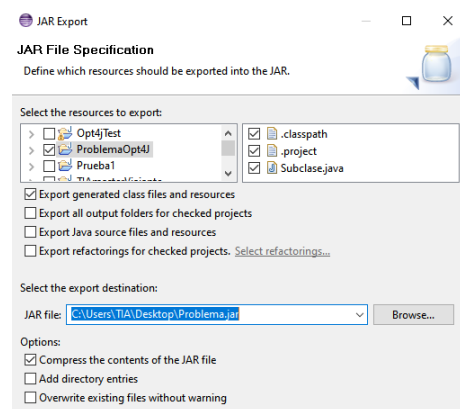 JAR Export
JAR File Specification
Define which resources should be exported into the JAR.
Select the resources to export:
Opt4jTest
ProblemaOpt4J
Prueba1
.classpath
.project
Subclase.java
Export generated class files and resources
Export all output folders for checked projects
Export Java source files and resources
Export refactorings for checked projects. Select refactorings...
Select the export destination:
JAR file: C:\Users\TIA\Desktop\Problema.jar Browse...
Options:
Compress the contents of the JAR file
Add directory entries
Overwrite existing files without warning